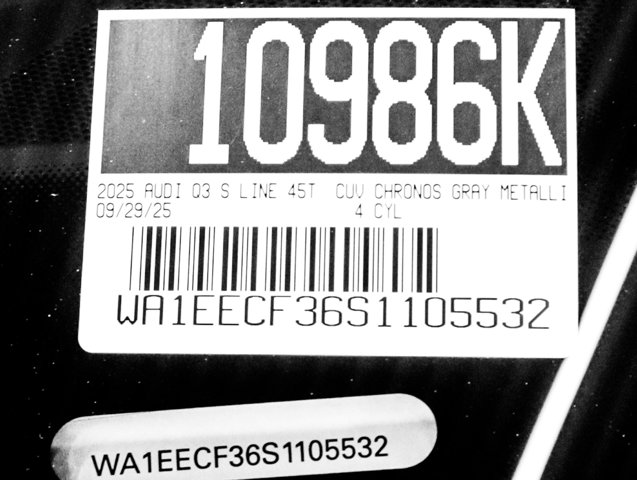 10986K
2025 AUDI Q3 S LINE 45T CUV CHRONOS GRAY METALLI
09/29/25 4 CYL
WA1EECF36S1105532
WA1EECF36S1105532